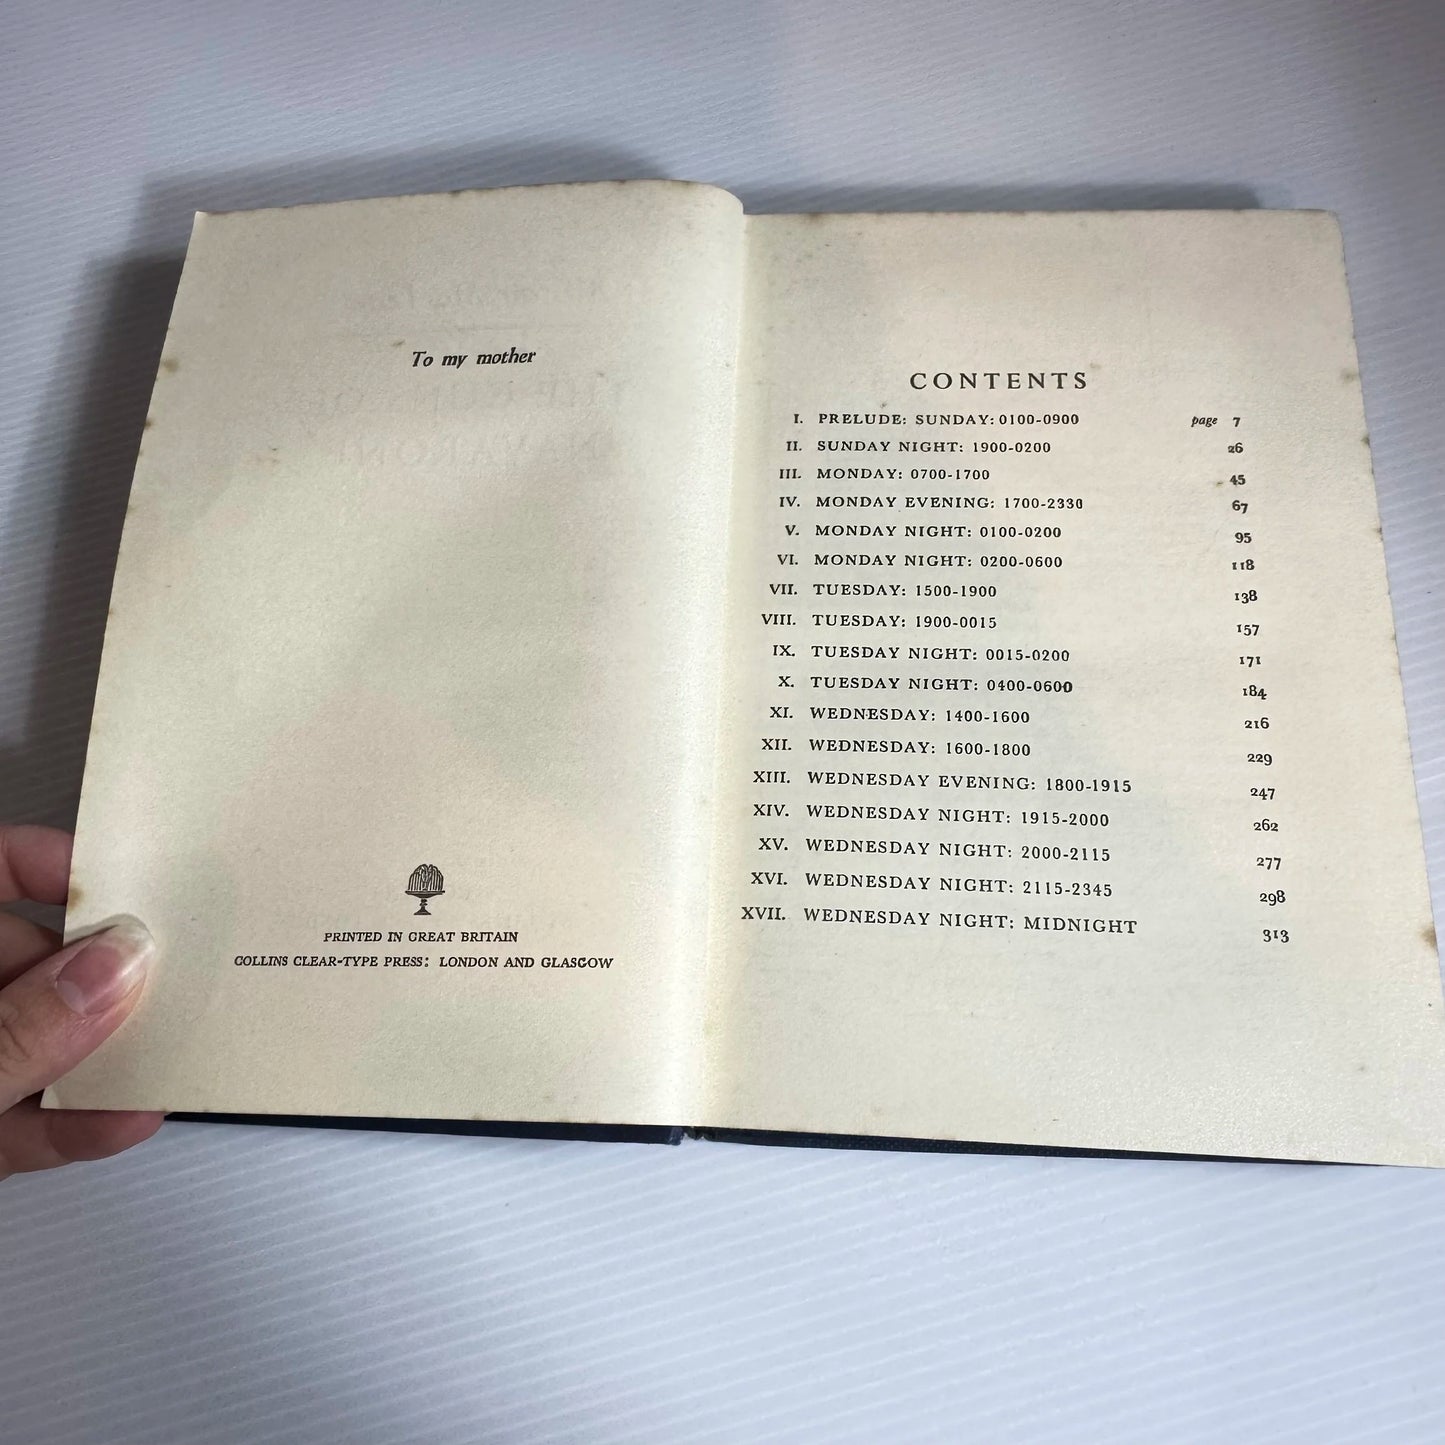 To my mother
PRINTED IN GREAT BRITAIN
COLLINS CLEAR-TYPE PRESS: LONDON AND GLASGOW
CONTENTS
I. PRELUDE: SUNDAY: 0100-0900 page 7
II. SUNDAY NIGHT: 1900-0200 26
III. MONDAY: 0700-1700 45
IV. MONDAY EVENING: 1700-2330 67
V. MONDAY NIGHT: 0100-0200 95
VI. MONDAY NIGHT: 0200-0600 118
VII. TUESDAY: 1500-1900 138
VIII. TUESDAY: 1900-0015 157
IX. TUESDAY NIGHT: 0015-0200 171
X. TUESDAY NIGHT: 0400-0600 184
XI. WEDNESDAY: 1400-1600 216
XII. WEDNESDAY: 1600-1800 229
XIII. WEDNESDAY EVENING: 1800-1915 247
XIV. WEDNESDAY NIGHT: 1915-2000 262
XV. WEDNESDAY NIGHT: 2000-2115 277
XVI. WEDNESDAY NIGHT: 2115-2345 298
XVII. WEDNESDAY NIGHT: MIDNIGHT 313